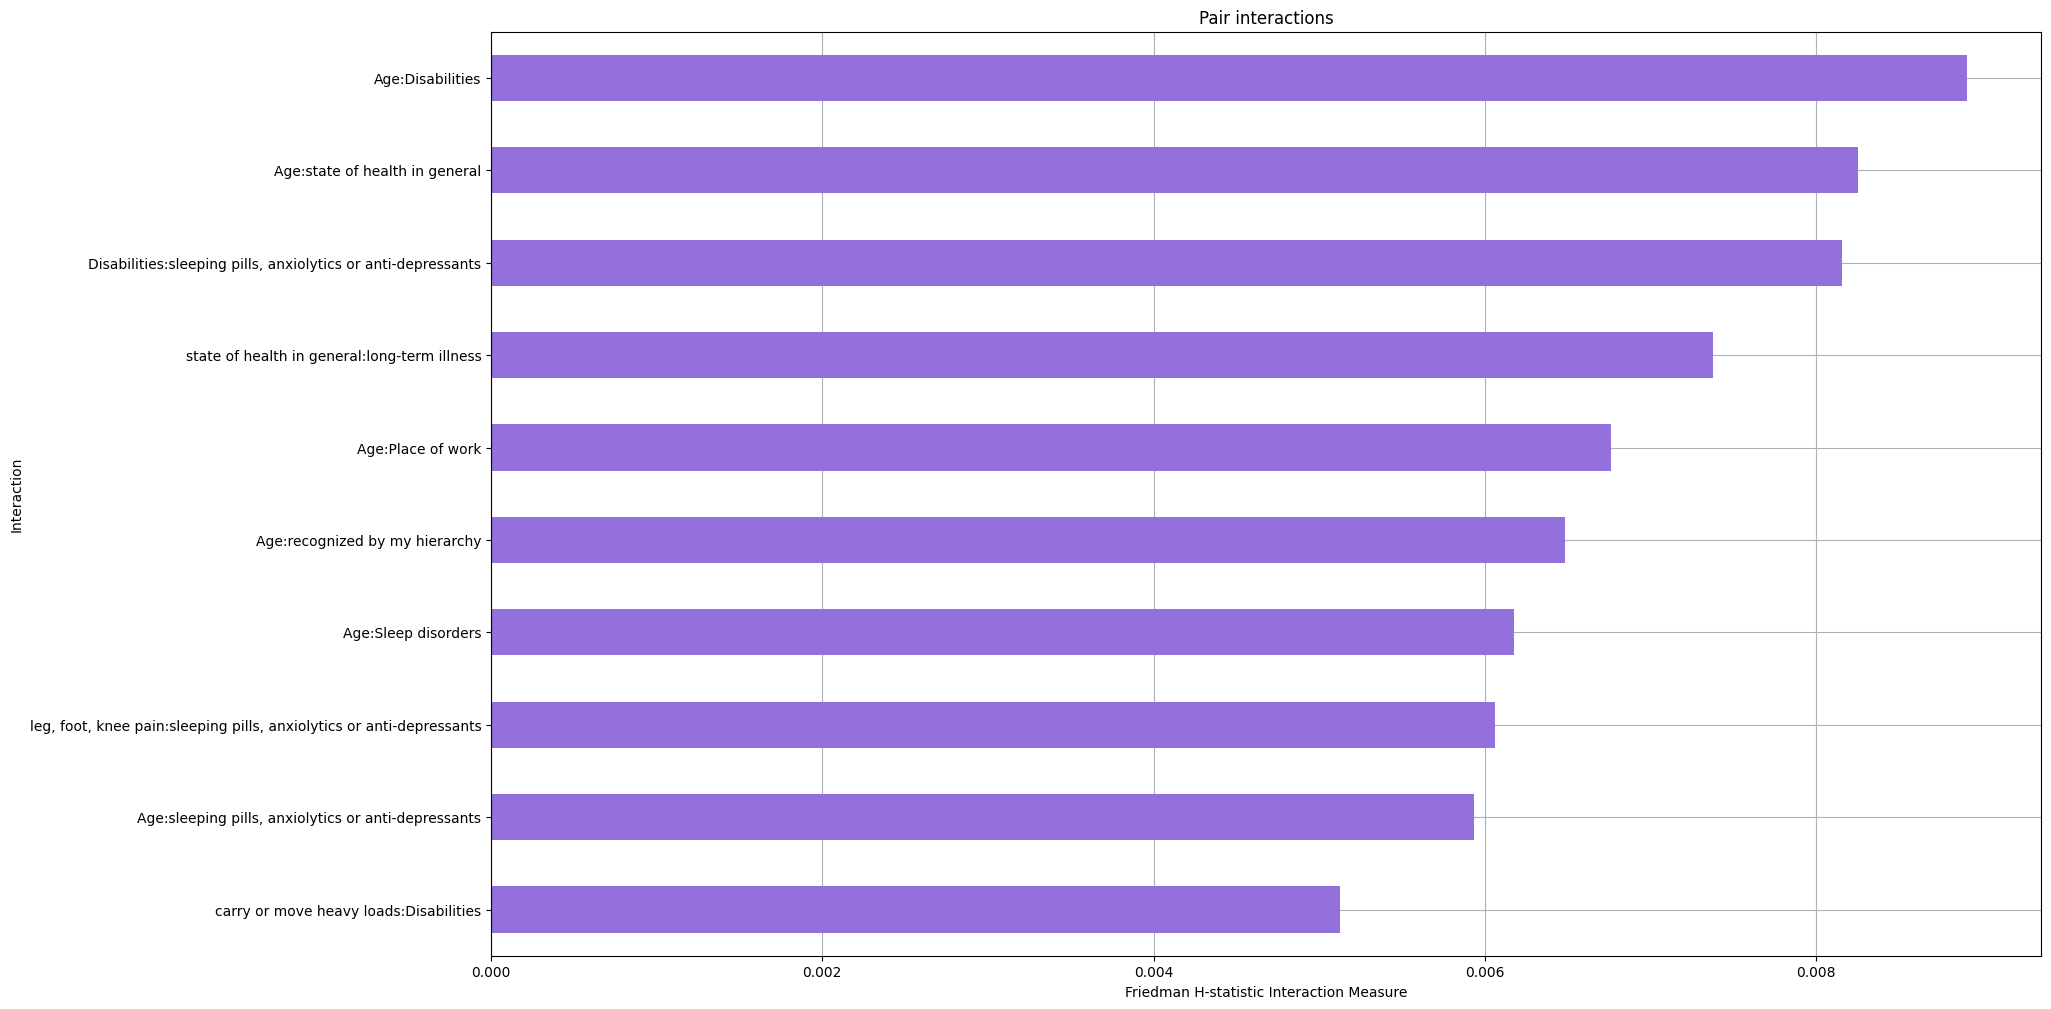 Pair interactions
Age:Disabilities
Age:state of health in general
Disabilities:sleeping pills, anxiolytics or anti-depressants
state of health in general:long-term illness
Age:Place of work
Age:recognized by my hierarchy
Age:Sleep disorders
leg, foot, knee pain:sleeping pills, anxiolytics or anti-depressants
Age:sleeping pills, anxiolytics or anti-depressants
carry or move heavy loads:Disabilities
Interaction
0.000 0.002 0.004 0.006 0.008
Friedman H-statistic Interaction Measure